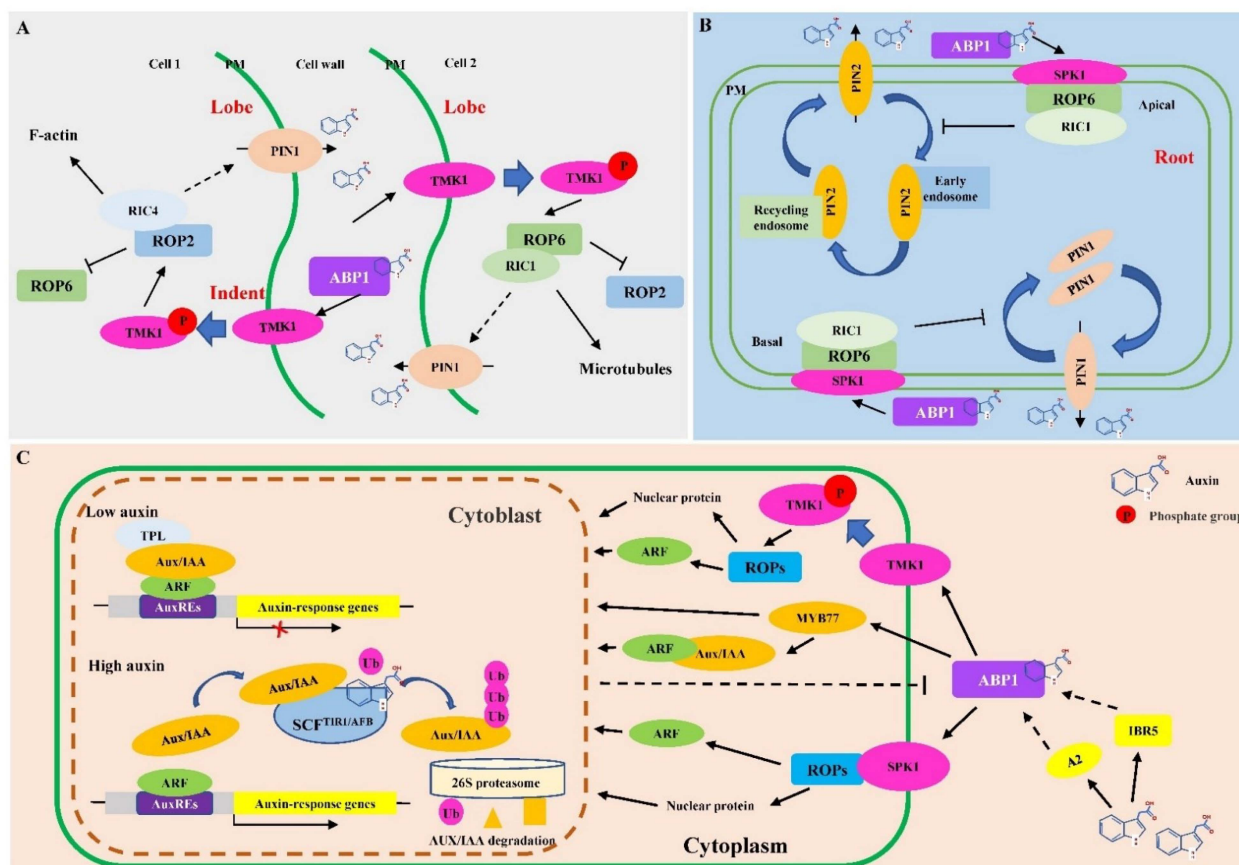 A
Cell 1
PM
Cell wall
Cell 2
Lobe
Lobe
F-actin
PIN1
TMK1
TMK1
P
RIC4
ROP2
ROP6
ROP6
RIC1
ABP1
ROP2
Indent
TMK1
P
TMK1
PIN1
Microtubules
B
PIN2
ABP1
SPK1
PM
ROP6
Apical
RIC1
Root
Recycling
endosome
PIN2
PIN2
Early
endosome
PIN1
PIN1
RIC1
Basal
ROP6
SPK1
PIN1
ABP1
C
Low auxin
TPL
Aux/IAA
ARF
AuxREs
Auxin-response genes
Cytoblast
Nuclear protein
TMK1
P
ARF
ROPs
TMK1
Auxin
P
Phosphate group
MYB77
ARF
Aux/IAA
ABP1
High auxin
Ub
Aux/IAA
SCFTIR1/AFB
Aux/IAA
Ub
Ub
Ub
Aux/IAA
ARF
ROPs
SPK1
IBR5
A2
ARF
AuxREs
Auxin-response genes
26S proteasome
Ub
AUX/IAA degradation
Nuclear protein
Cytoplasm